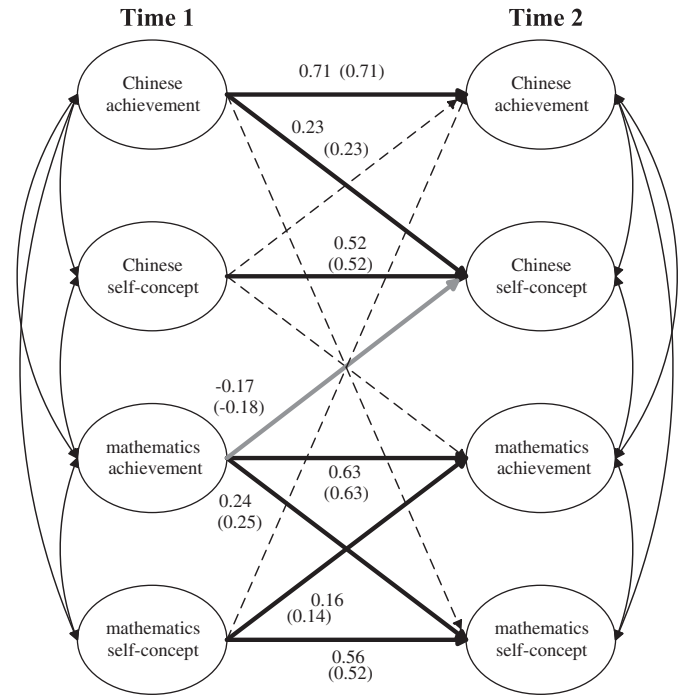 Time 1
Time 2
Chinese
achievement
0.71 (0.71)
Chinese
achievement
0.23
(0.23)
Chinese
self-concept
0.52
(0.52)
Chinese
self-concept
-0.17
(-0.18)
mathematics
achievement
0.63
(0.63)
mathematics
achievement
0.24
(0.25)
0.16
(0.14)
mathematics
self-concept
0.56
(0.52)
mathematics
self-concept